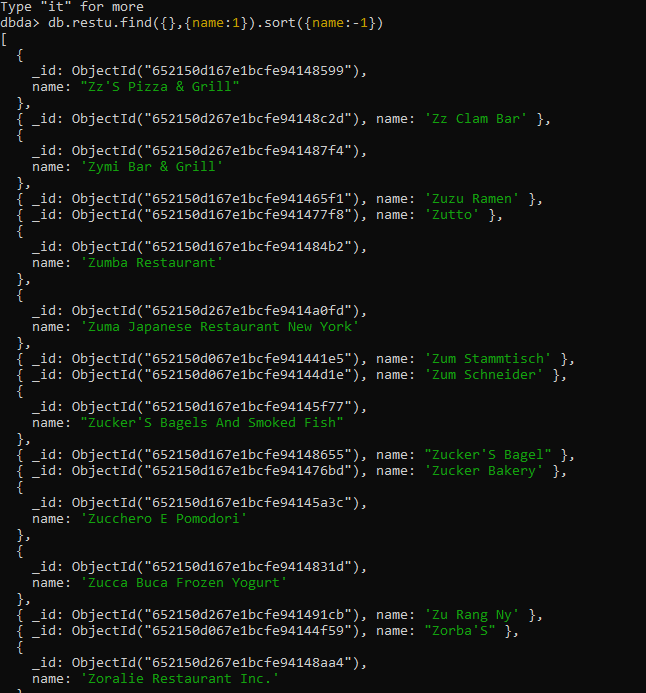 Type "it" for more
dbda> db.restu.find({},{name:1}).sort({name:-1})
[
  {
    _id: ObjectId("652150d167e1bcfe94148599"),
    name: "Zz'S Pizza & Grill"
  },
  { _id: ObjectId("652150d267e1bcfe94148c2d"), name: 'Zz Clam Bar' },
  {
    _id: ObjectId("652150d267e1bcfe941487f4"),
    name: 'Zymi Bar & Grill'
  },
  { _id: ObjectId("652150d167e1bcfe941465f1"), name: 'Zuzu Ramen' },
  { _id: ObjectId("652150d167e1bcfe941477f8"), name: 'Zutto' },
  {
    _id: ObjectId("652150d167e1bcfe941484b2"),
    name: 'Zumba Restaurant'
  },
  {
    _id: ObjectId("652150d267e1bcfe9414a0fd"),
    name: 'Zuma Japanese Restaurant New York'
  },
  { _id: ObjectId("652150d067e1bcfe941441e5"), name: 'Zum Stammtisch' },
  { _id: ObjectId("652150d067e1bcfe94144d1e"), name: 'Zum Schneider' },
  {
    _id: ObjectId("652150d167e1bcfe94145f77"),
    name: "Zucker'S Bagels And Smoked Fish"
  },
  { _id: ObjectId("652150d167e1bcfe94148655"), name: "Zucker'S Bagel" },
  { _id: ObjectId("652150d167e1bcfe941476bd"), name: 'Zucker Bakery' },
  {
    _id: ObjectId("652150d167e1bcfe94145a3c"),
    name: 'Zucchero E Pomodori'
  },
  {
    _id: ObjectId("652150d167e1bcfe9414831d"),
    name: 'Zucca Buca Frozen Yogurt'
  },
  { _id: ObjectId("652150d267e1bcfe941491cb"), name: 'Zu Rang Ny' },
  { _id: ObjectId("652150d067e1bcfe94144f59"), name: "Zorba'S" },
  {
    _id: ObjectId("652150d267e1bcfe94148aa4"),
    name: 'Zoralie Restaurant Inc.'
  }